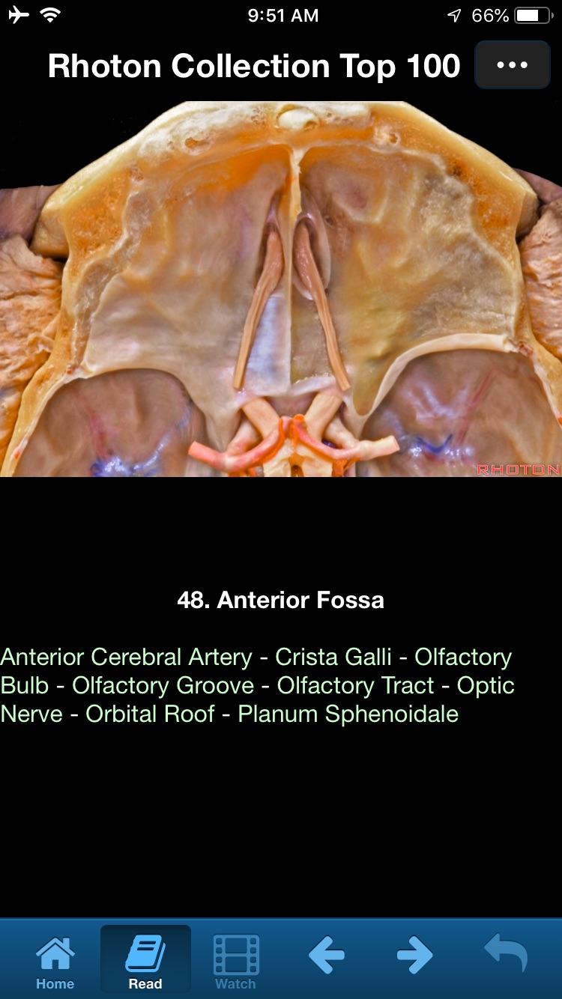 9:51 AM
66%
Rhoton Collection Top 100
RHOTON
48. Anterior Fossa
Anterior Cerebral Artery - Crista Galli - Olfactory
Bulb - Olfactory Groove - Olfactory Tract - Optic
Nerve - Orbital Roof - Planum Sphenoidale
Home
Read
Watch